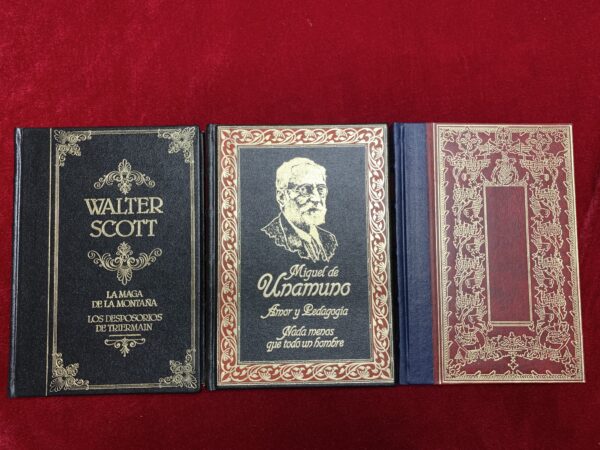 WALTER
SCOTT
LA MAGA
DE LA MONTAÑA
LOS DESPOSORIOS
DE TRIERMAIN
Miguel de
Unamuno
Amor y Pedagogía
Nada menos
que todo un hombre